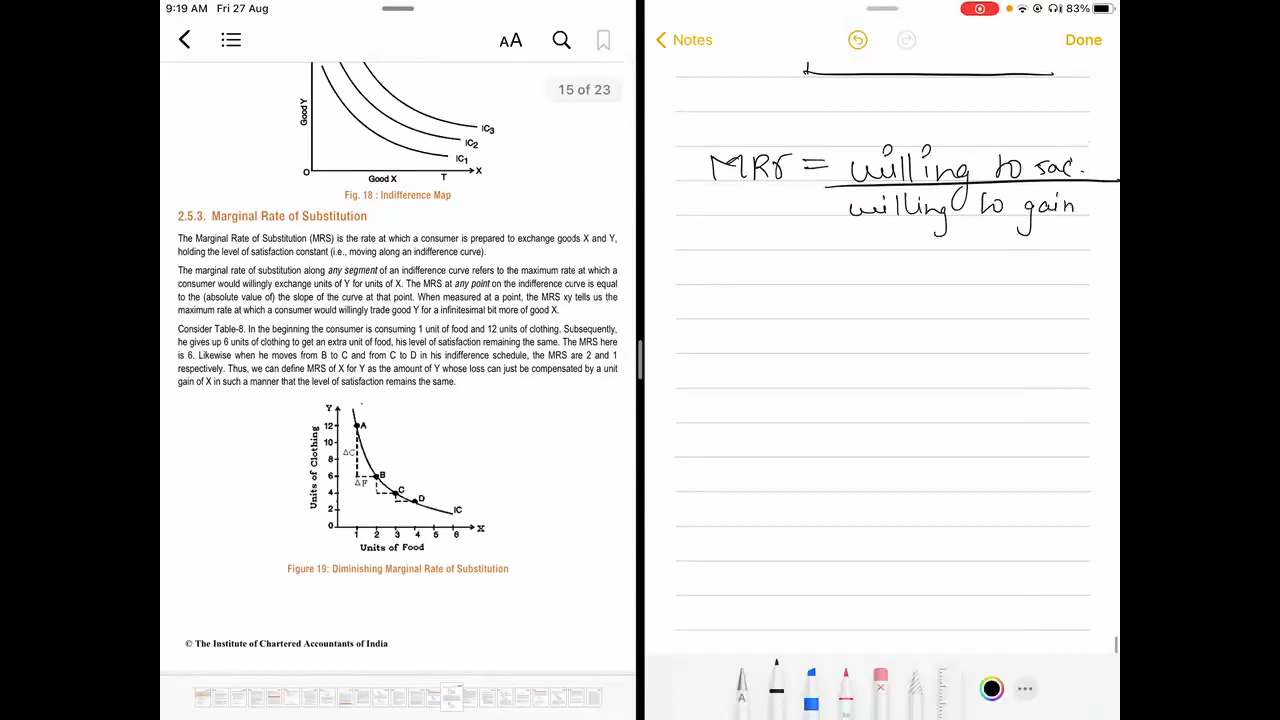 9:19 AM Fri 27 Aug
AA
15 of 23
Good Y
IC3
IC2
IC1
O
X
Good X T
Fig. 18 : Indifference Map
2.5.3. Marginal Rate of Substitution
The Marginal Rate of Substitution (MRS) is the rate at which a consumer is prepared to exchange goods X and Y,
holding the level of satisfaction constant (i.e., moving along an indifference curve).
The marginal rate of substitution along any segment of an indifference curve refers to the maximum rate at which a
consumer would willingly exchange units of Y for units of X. The MRS at any point on the indifference curve is equal
to the (absolute value of) the slope of the curve at that point. When measured at a point, the MRS xy tells us the
maximum rate at which a consumer would willingly trade good Y for a infinitesimal bit more of good X.
Consider Table-8. In the beginning the consumer is consuming 1 unit of food and 12 units of clothing. Subsequently,
he gives up 6 units of clothing to get an extra unit of food, his level of satisfaction remaining the same. The MRS here
is 6. Likewise when he moves from B to C and from C to D in his indifference schedule, the MRS are 2 and 1
respectively. Thus, we can define MRS of X for Y as the amount of Y whose loss can just be compensated by a unit
gain of X in such a manner that the level of satisfaction remains the same.
Y
12
10
8
6
4
2
0
Units of Clothing
A
ΔC
B
ΔF
C
D
IC
X
1 2 3 4 5 6
Units of Food
Figure 19: Diminishing Marginal Rate of Substitution
© The Institute of Chartered Accountants of India
83%
Notes
Done
MRS = willing to sac.
willing to gain
A